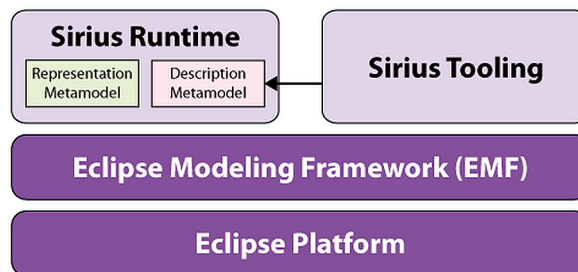 Sirius Runtime
Representation
Metamodel
Description
Metamodel
Sirius Tooling
Eclipse Modeling Framework (EMF)
Eclipse Platform